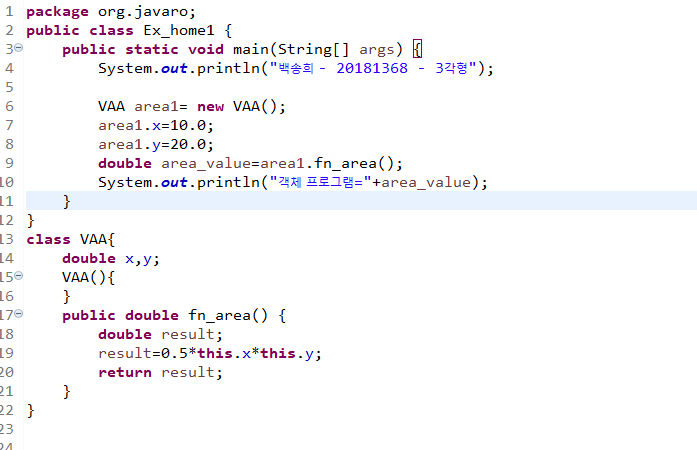 1 package org.javaro;
2 public class Ex_home1 {
3 public static void main(String[] args) {
4 System.out.println("백송희 - 20181368 - 3각형");
5
6 VAA area1= new VAA();
7 area1.x=10.0;
8 area1.y=20.0;
9 double area_value=area1.fn_area();
10 System.out.println("객체 프로그램="+area_value);
11 }
12 }
13 class VAA{
14 double x,y;
15 VAA(){
16 }
17 public double fn_area() {
18 double result;
19 result=0.5*this.x*this.y;
20 return result;
21 }
22 }
23
24